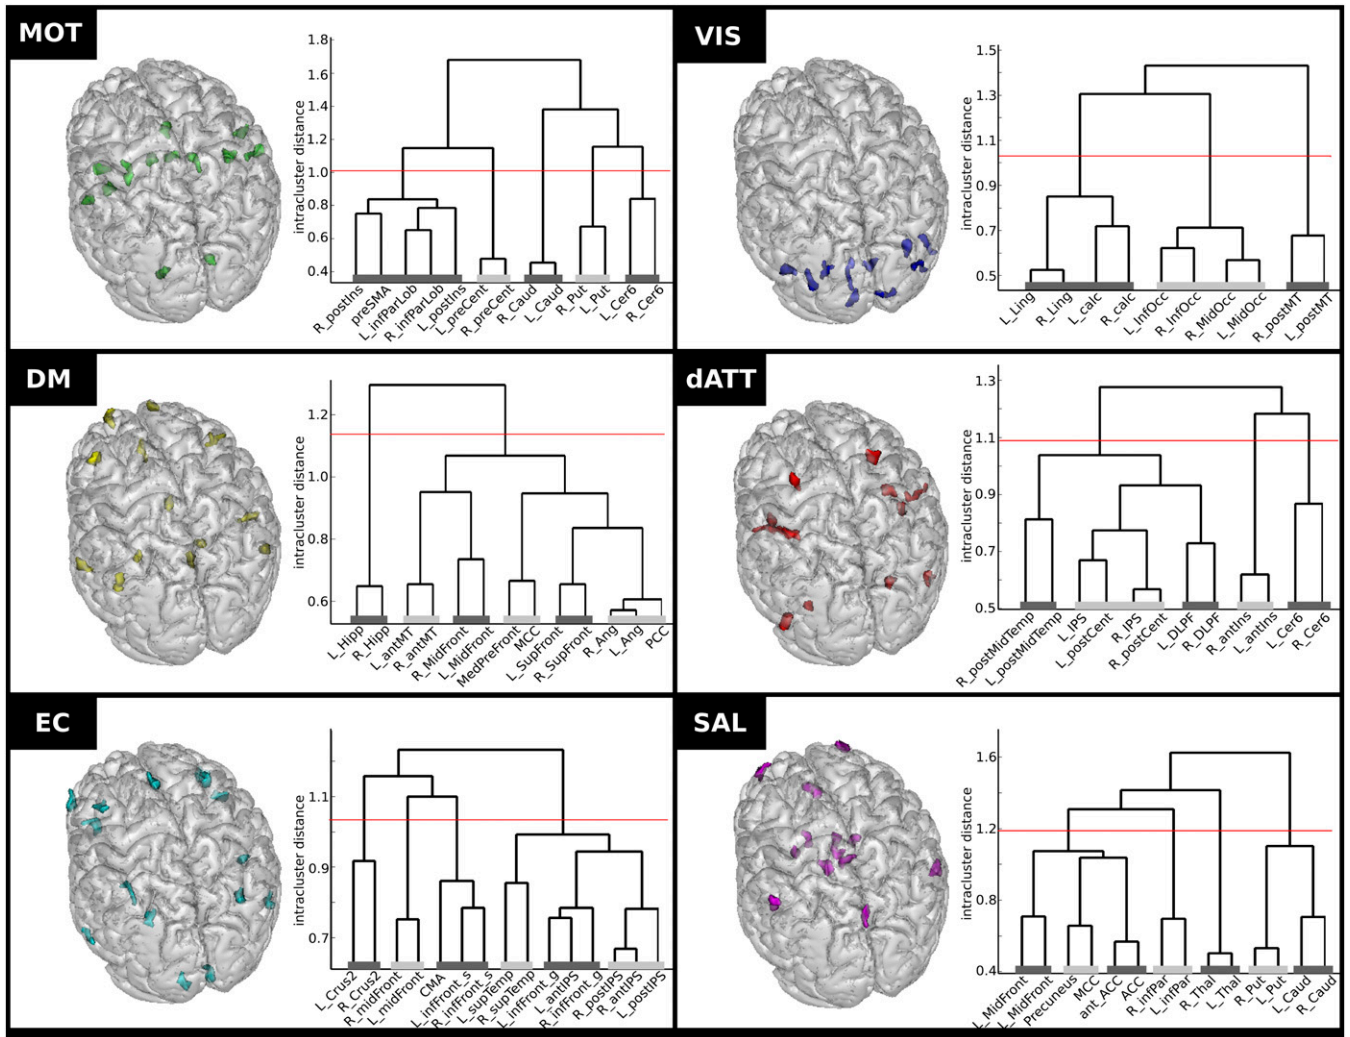 MOT
intracluster distance
1.8
1.6
1.4
1.2
1.0
0.8
0.6
0.4
R_postIns
preSMA
L_infParLob
R_infParLob
L_postIns
L_preCent
R_preCent
R_Caud
L_Caud
R_Put
L_Put
L_Cer6
R_Cer6
VIS
intracluster distance
1.5
1.3
1.1
0.9
0.7
0.5
L_Ling
R_Ling
L_calc
R_calc
L_InfOcc
R_InfOcc
R_MidOcc
L_MidOcc
R_postMT
L_postMT
DM
intracluster distance
1.2
1.0
0.8
0.6
L_Hipp
R_Hipp
L_antMT
R_antMT
R_MidFront
L_MidFront
MedPreFront
MCC
L_SupFront
R_SupFront
R_Ang
L_Ang
PCC
dATT
intracluster distance
1.3
1.1
0.9
0.7
0.5
R_postMidTemp
L_postMidTemp
L_IPS
L_postCent
R_IPS
R_postCent
L_DLPF
R_DLPF
R_antIns
L_antIns
L_Cer6
R_Cer6
EC
intracluster distance
1.1
0.9
0.7
L_Crus2
R_Crus2
R_midFront
L_midFront
CMA
L_infFront_s
R_infFront_s
L_supTemp
R_supTemp
L_infFront_g
L_antIPS
R_infFront_g
R_postIPS
R_antIPS
L_postIPS
SAL
intracluster distance
1.6
1.2
0.8
0.4
L_MidFront
L_MidFront
Precuneus
MCC
ant_ACC
ACC
R_infPar
L_infPar
R_Thal
L_Thal
R_Put
L_Put
L_Caud
R_Caud